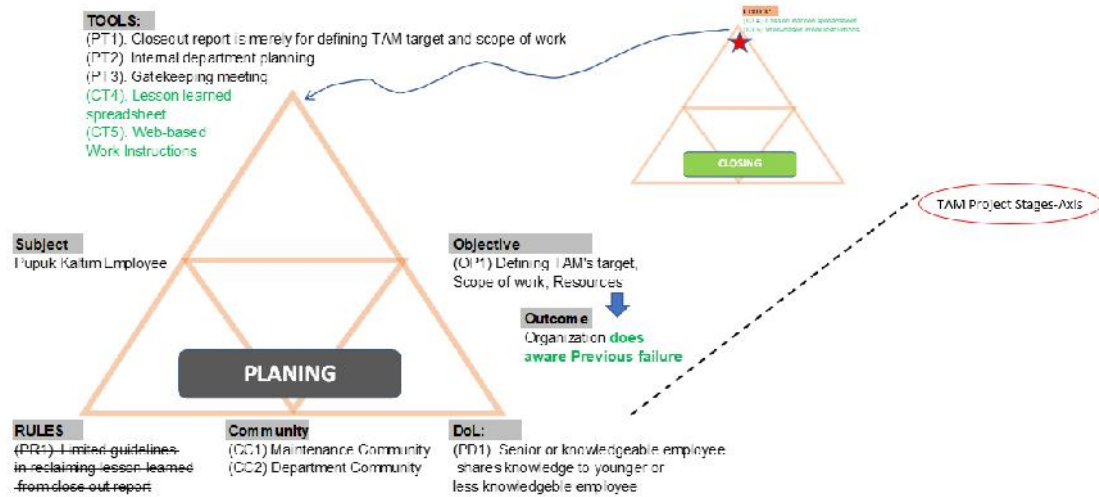 TOOLS:
(PT1). Closeout report is merely for defining TAM target and scope of work
(PT2). Internal department planning
(PT3). Gatekeeping meeting
(CT4). Lesson learned
spreadsheet
(CT5). Web-based
Work Instructions
CLOSING
TAM Project Stages-Axis
Subject
Pupuk Kaltim Employee
Objective
(OP1) Defining TAM's target,
Scope of work, Resources
Outcome
Organization does
aware Previous failure
PLANING
RULES
(PR1). Limited guidelines
in reclaiming lesson learned
from close out report
Community
(CC1) Maintenance Community
(CC2) Department Community
DoL:
(PD1). Senior or knowledgeable employee
shares knowledge to younger or
less knowledgeble employee